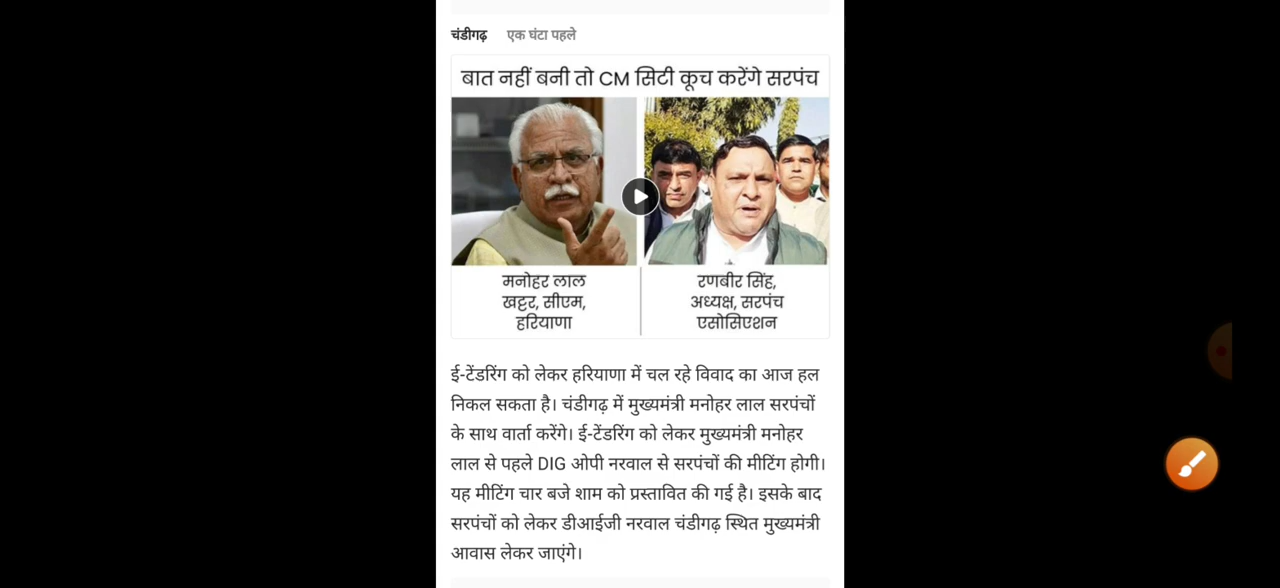 चंडीगढ़ एक घंटा पहले
बात नहीं बनी तो CM सिटी कूच करेंगे सरपंच
मनोहर लाल
खट्टर, सीएम,
हरियाणा
रणबीर सिंह,
अध्यक्ष, सरपंच
एसोसिएशन
ई-टेंडरिंग को लेकर हरियाणा में चल रहे विवाद का आज हल
निकल सकता है। चंडीगढ़ में मुख्यमंत्री मनोहर लाल सरपंचों
के साथ वार्ता करेंगे। ई-टेंडरिंग को लेकर मुख्यमंत्री मनोहर
लाल से पहले DIG ओपी नरवाल से सरपंचों की मीटिंग होगी।
यह मीटिंग चार बजे शाम को प्रस्तावित की गई है। इसके बाद
सरपंचों को लेकर डीआईजी नरवाल चंडीगढ़ स्थित मुख्यमंत्री
आवास लेकर जाएंगे।